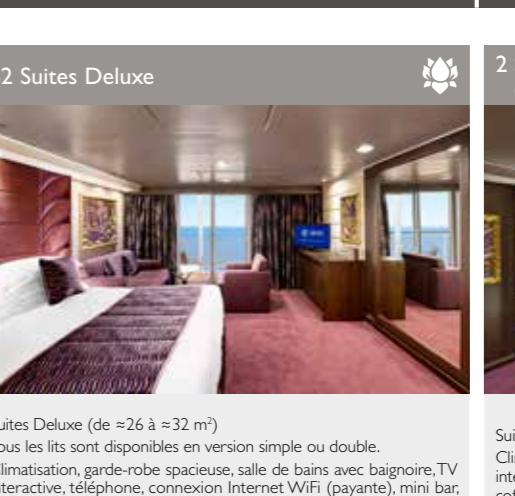 2 Suites Deluxe
2
uites Deluxe (de ≈26 à ≈32 m²)
ous les lits sont disponibles en version simple ou double.
limatisation, garde-robe spacieuse, salle de bains avec baignoire, TV
nteractive, téléphone, connexion Internet WiFi (payante), mini bar,
Sui
Cli
inte